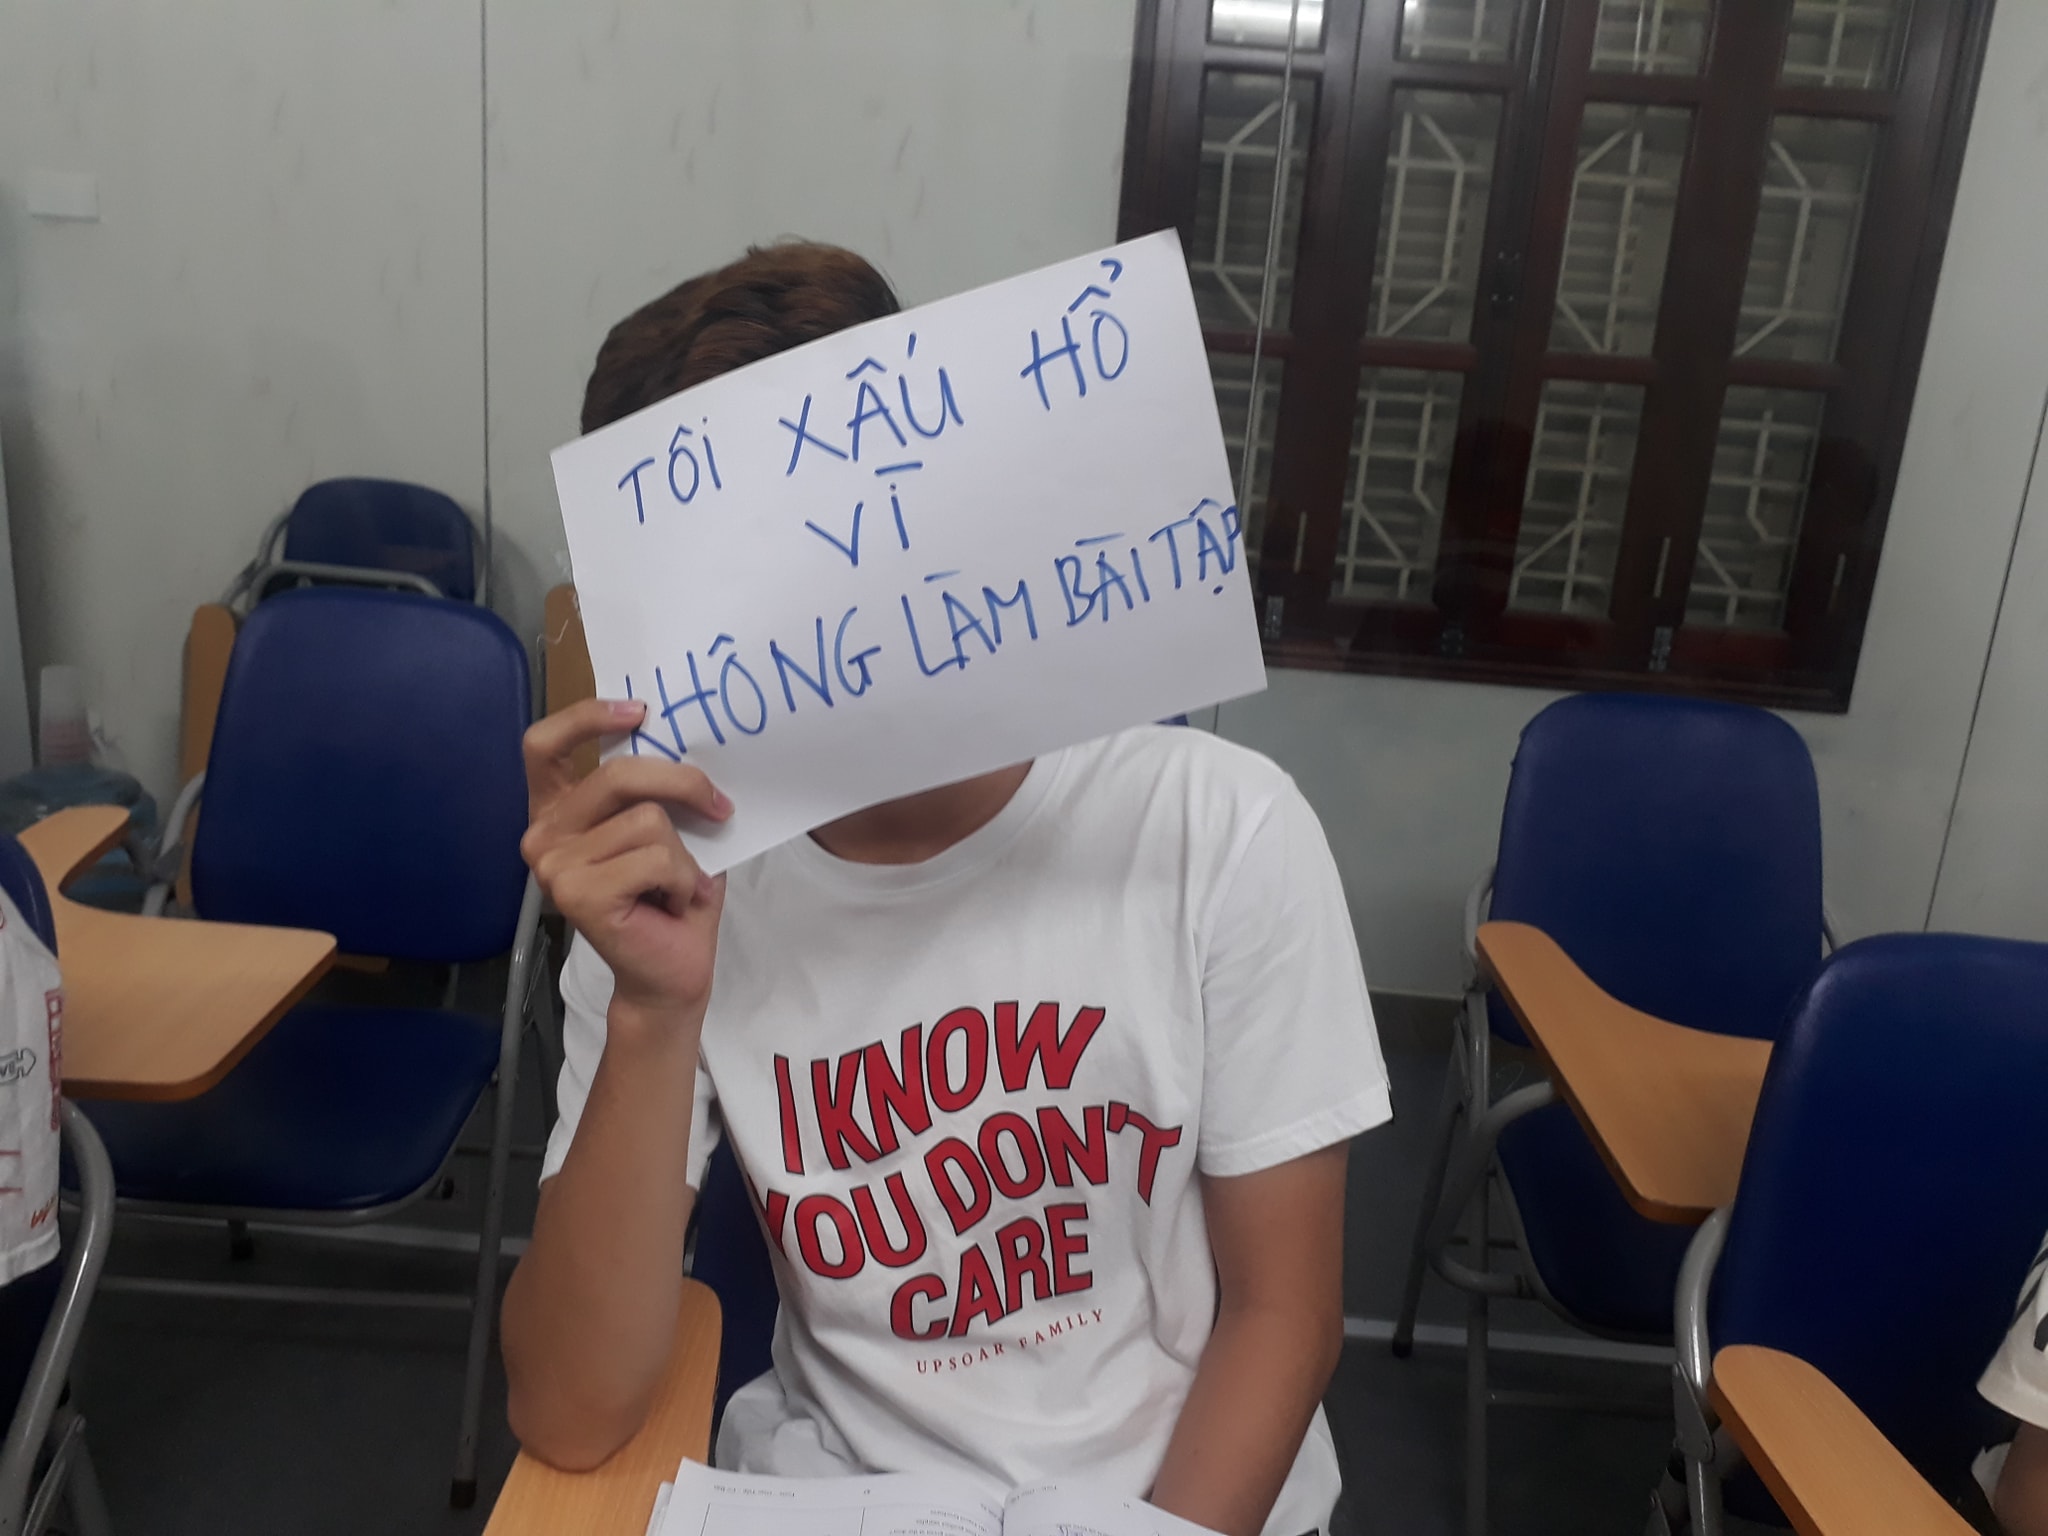 TÔI XẤU HỔ
VÌ
KHÔNG LÀM BÀI TẬP
I KNOW
YOU DON'T
CARE
UPSOAR FAMILY